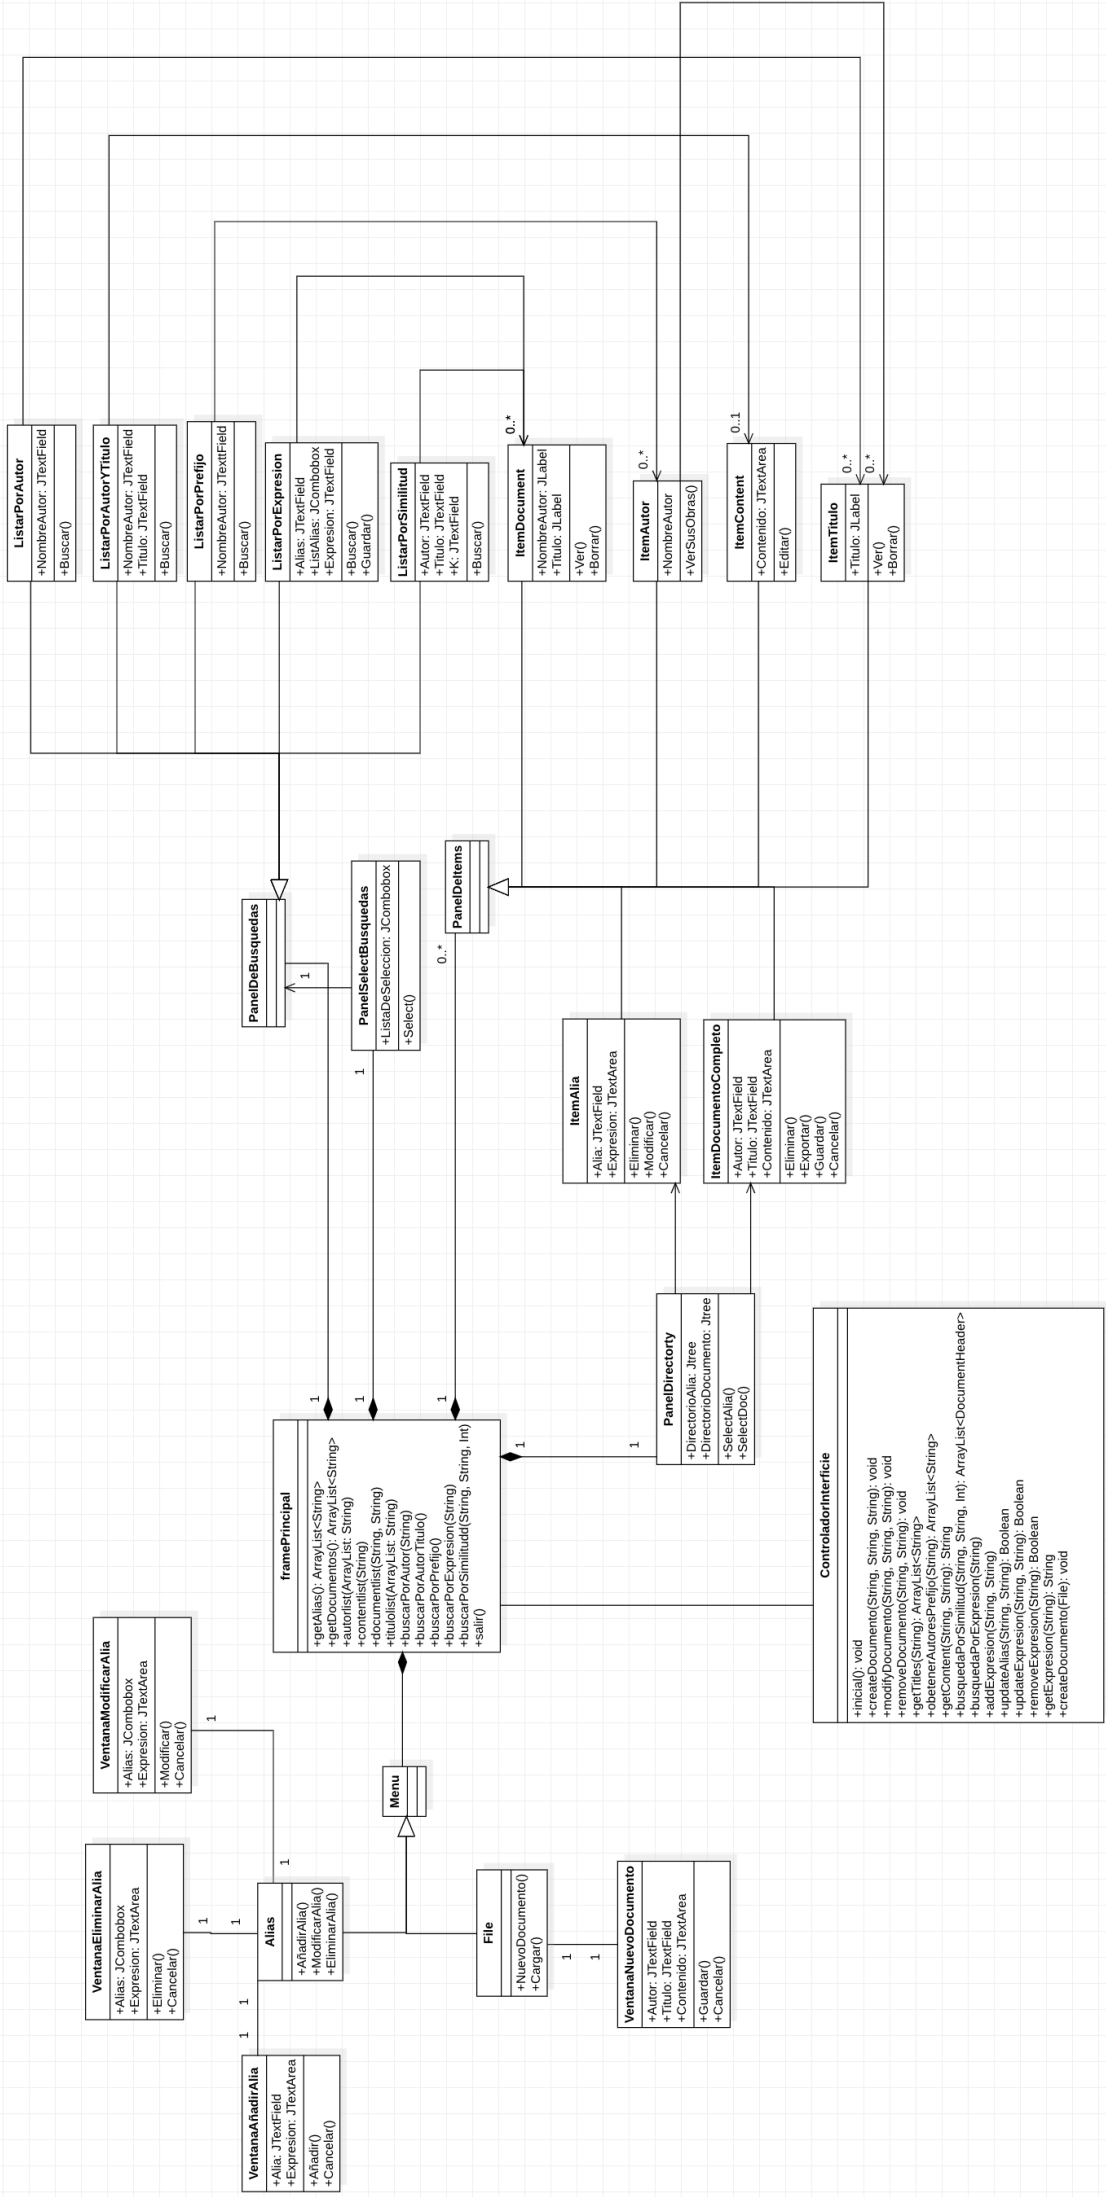 ListarPorAutor
+NombreAutor: JTextField
+Buscar()
ListarPorAutorYTitulo
+NombreAutor: JTextField
+Titulo: JTextField
+Buscar()
ListarPorPrefijo
+NombreAutor: JTexttField
+Buscar()
ListarPorExpresion
+Alias: JTextField
+ListAlias: JCombobox
+Expresion: JTextField
+Buscar()
+Guardar()
ListarPorSimilitud
+Autor: JTextField
+Titulo: JTextField
+K: JTextField
+Buscar()
0..*
ItemDocument
+NombreAutor: JLabel
+Titulo: JLabel
+Ver()
+Borrar()
0..*
ItemAutor
+NombreAutor
+VerSusObras()
0..1
ItemContent
+Contenido: JTextArea
+Editar()
0..*
0..*
ItemTitulo
+Titulo: JLabel
+Ver()
+Borrar()
PanelDeBusquedas
1
PanelSelectBusquedas
+ListaDeSeleccion: JCombobox
+Select()
1
PanelDeItems
0..*
ItemAlia
+Alia: JTextField
+Expresion: JTextArea
+Eliminar()
+Modificar()
+Cancelar()
ItemDocumentoCompleto
+Autor: JTextField
+Titulo: JTextField
+Contenido: JTextArea
+Eliminar()
+Exportar()
+Guardar()
+Cancelar()
1
1
1
framePrincipal
+getAlias(): ArrayList<String>
+getDocumentos(): ArrayList<String>
+autorlist(ArrayList: String)
+contentlist(String)
+documentlist(String, String)
+titulolist(ArrayList: String)
+buscarPorAutor(String)
+buscarPorAutorTitulo()
+buscarPorPrefijo()
+buscarPorExpresion(String)
+buscarPorSimilitudd(String, String, Int)
+salir()
1
1
PanelDirectorty
+DirectorioAlia: Jtree
+DirectorioDocumento: Jtree
+SelectAlia()
+SelectDoc()
ControladorInterficie
+inicial(): void
+createDocumento(String, String, String): void
+modifyDocumento(String, String, String): void
+removeDocumento(String, String): void
+getTitles(String): ArrayList<String>
+obetenerAutoresPrefijo(String): ArrayList<String>
+getContent(String, String): String
+busquedaPorSimilitud(String, String, Int): ArrayList<DocumentHeader>
+busquedaPorExpresion(String)
+addExpresion(String, String)
+updateAlias(String, String): Boolean
+updateExpresion(String, String): Boolean
+removeExpresion(String): Boolean
+getExpresion(String): String
+createDocumento(File): void
VentanaModificarAlia
+Alias: JCombobox
+Expresion: JTextArea
+Modificar()
+Cancelar()
1
Menu
VentanaEliminarAlia
+Alias: JCombobox
+Expresion: JTextArea
+Eliminar()
+Cancelar()
1
1
1
Alias
+AñadirAlia()
+ModificarAlia()
+EliminarAlia()
1
1
File
+NuevoDocumento()
+Cargar()
1
1
VentanaNuevoDocumento
+Autor: JTextField
+Titulo: JTextField
+Contenido: JTextArea
+Guardar()
+Cancelar()
VentanaAñadirAlia
+Alia: JTextField
+Expresion: JTextArea
+Añadir()
+Cancelar()